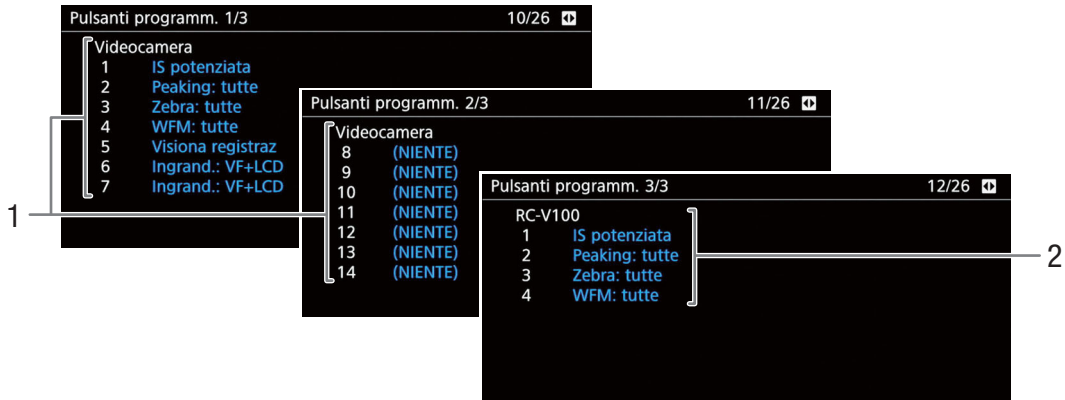 Pulsanti programm. 1/3 10/26
Videocamera
1 IS potenziata
2 Peaking: tutte
3 Zebra: tutte
4 WFM: tutte
5 Visiona registraz
6 Ingrand.: VF+LCD
7 Ingrand.: VF+LCD
Pulsanti programm. 2/3 11/26
Videocamera
8 (NIENTE)
9 (NIENTE)
10 (NIENTE)
11 (NIENTE)
12 (NIENTE)
13 (NIENTE)
14 (NIENTE)
Pulsanti programm. 3/3 12/26
RC-V100
1 IS potenziata
2 Peaking: tutte
3 Zebra: tutte
4 WFM: tutte
1
2